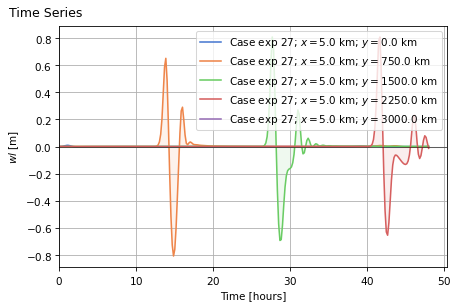 Time Series
0.8
0.6
0.4
0.2
0.0
−0.2
−0.4
−0.6
−0.8
wl [m]
Case exp 27; x = 5.0 km; y = 0.0 km
Case exp 27; x = 5.0 km; y = 750.0 km
Case exp 27; x = 5.0 km; y = 1500.0 km
Case exp 27; x = 5.0 km; y = 2250.0 km
Case exp 27; x = 5.0 km; y = 3000.0 km
0 10 20 30 40 50
Time [hours]